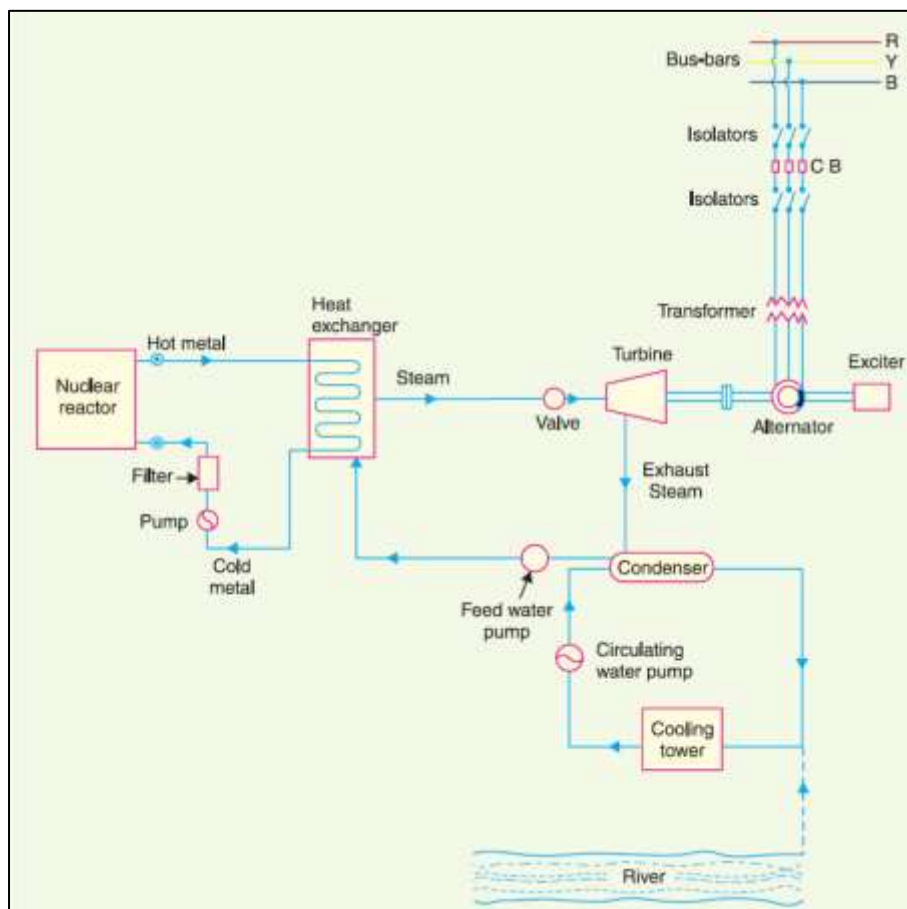 R
Bus-bars
Y
B
Isolators
C B
Isolators
Transformer
Heat
exchanger
Hot metal
Turbine
Exciter
Nuclear
reactor
Steam
Valve
Alternator
Filter
Exhaust
Steam
Pump
Cold
metal
Condenser
Feed water
pump
Circulating
water pump
Cooling
tower
River